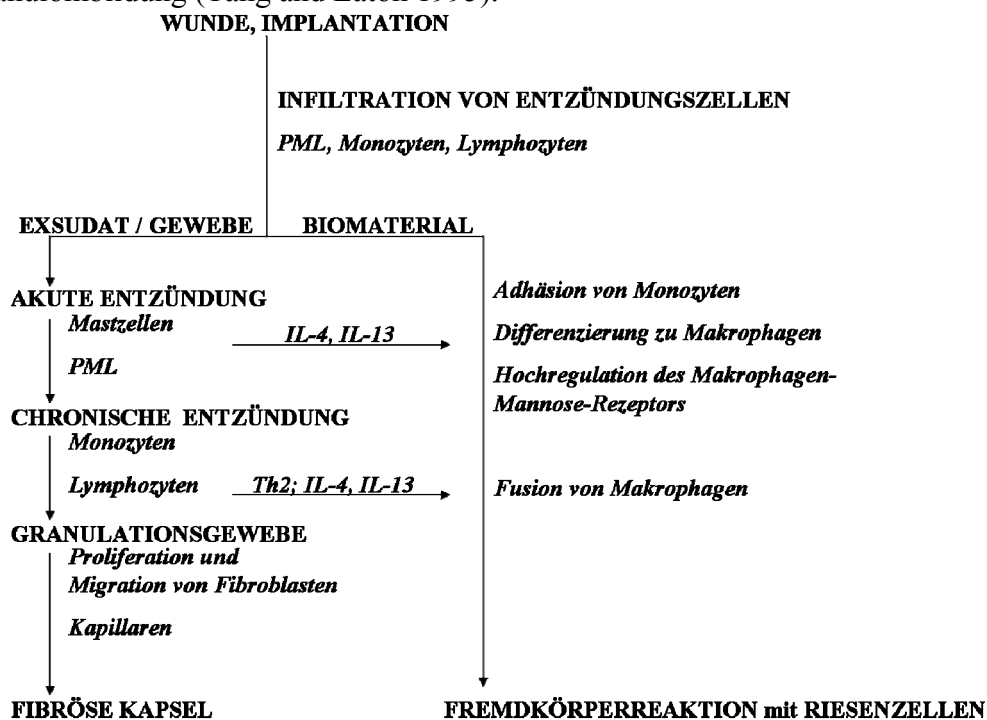 WUNDE, IMPLANTATION
INFILTRATION VON ENTZÜNDUNGSZELLEN
PML, Monozyten, Lymphozyten
EXSUDAT / GEWEBE
BIOMATERIAL
AKUTE ENTZÜNDUNG
Mastzellen
PML
IL-4, IL-13
Adhäsion von Monozyten
Differenzierung zu Makrophagen
Hochregulation des Makrophagen-
Mannose-Rezeptors
CHRONISCHE ENTZÜNDUNG
Monozyten
Lymphozyten
Th2; IL-4, IL-13
Fusion von Makrophagen
GRANULATIONSGEWEBE
Proliferation und
Migration von Fibroblasten
Kapillaren
FIBRÖSE KAPSEL
FREMDKÖRPERREAKTION mit RIESENZELLEN